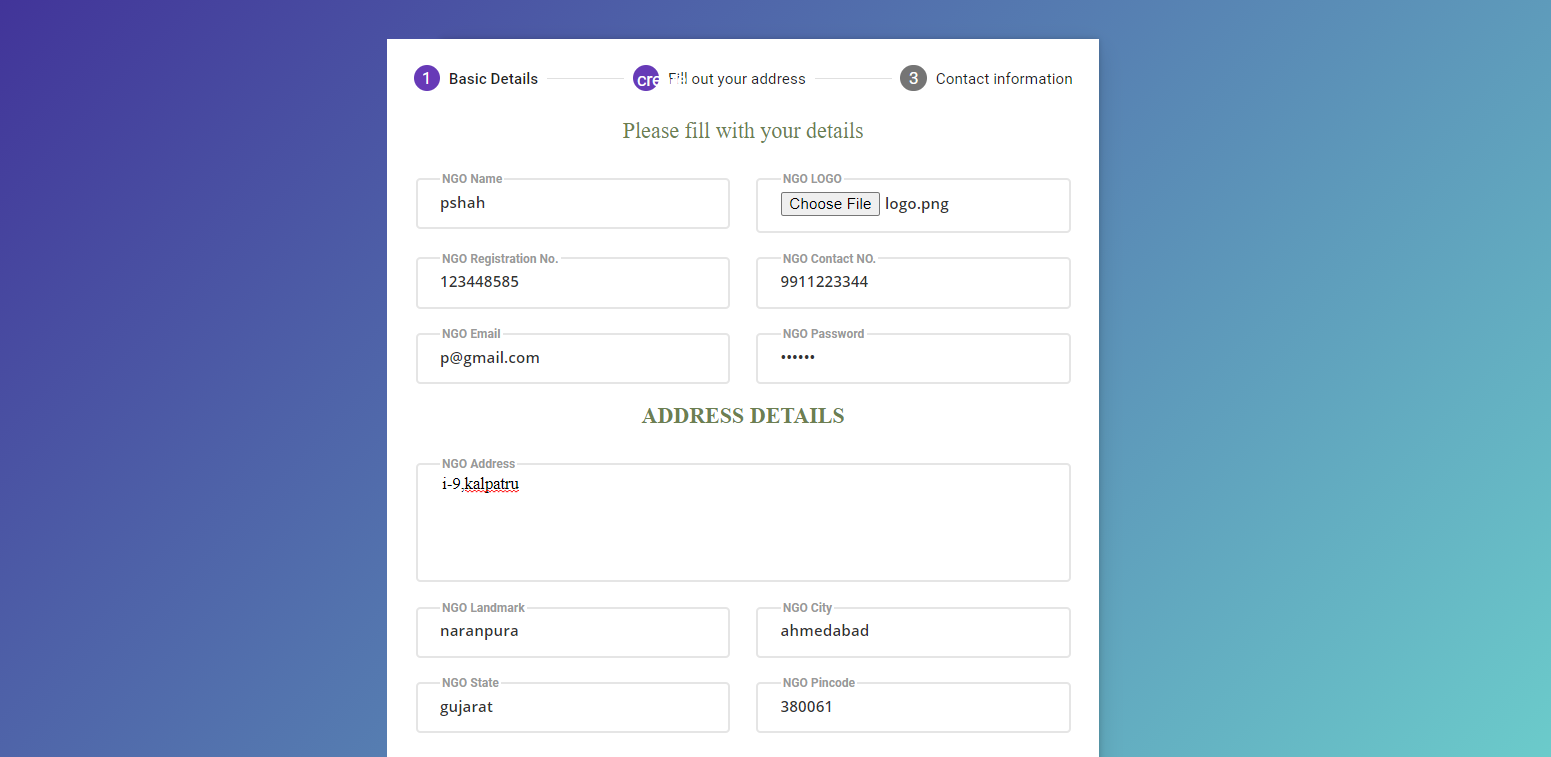 1 Basic Details cre Fill out your address 3 Contact information
Please fill with your details
NGO Name NGO LOGO
pshah Choose File logo.png
NGO Registration No. NGO Contact NO.
123448585 9911223344
NGO Email NGO Password
p@gmail.com ••••••
ADDRESS DETAILS
NGO Address
i-9,kalpatru
NGO Landmark NGO City
naranpura ahmedabad
NGO State NGO Pincode
gujarat 380061